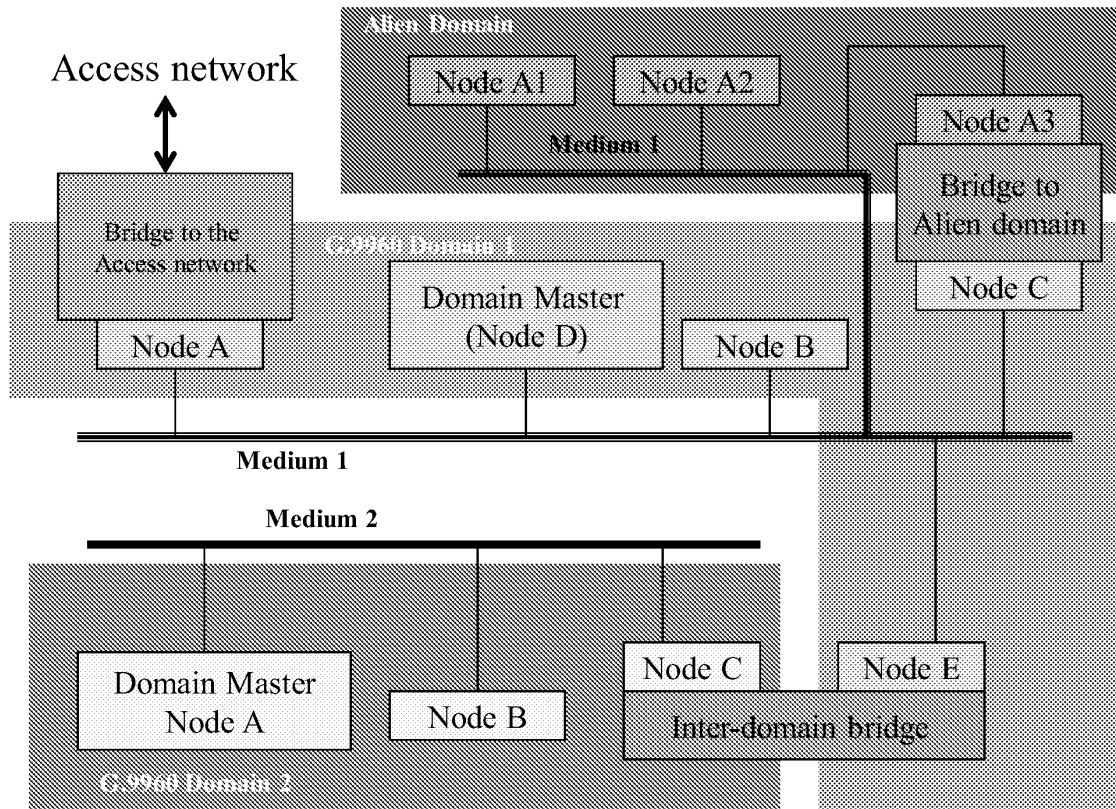 Alien Domain
Access network
Node A1
Node A2
Node A3
Medium 1
Bridge to
Alien domain
Bridge to the
Access network
G.9960 Domain 1
Domain Master
(Node D)
Node C
Node A
Node B
Medium 1
Medium 2
Domain Master
Node A
Node B
Node C
Node E
Inter-domain bridge
G.9960 Domain 2